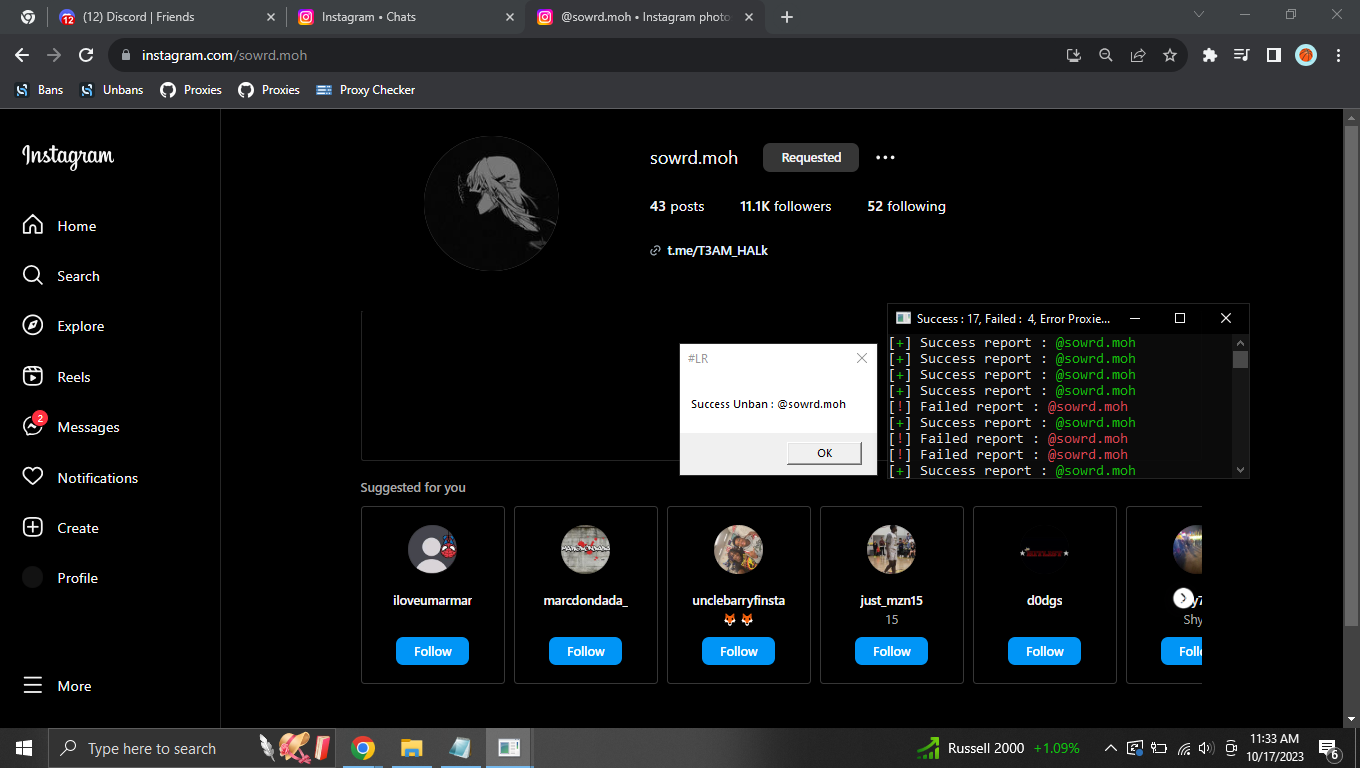 (12) Discord | Friends
Instagram • Chats
@sowrd.moh • Instagram photo
instagram.com/sowrd.moh
Bans
Unbans
Proxies
Proxies
Proxy Checker
Instagram
sowrd.moh
Requested
43 posts
11.1K followers
52 following
t.me/T3AM_HALk
Home
Search
Explore
Reels
2
Messages
Notifications
Create
Profile
More
Success : 17, Failed : 4, Error Proxie...
[+] Success report : @sowrd.moh
[+] Success report : @sowrd.moh
[+] Success report : @sowrd.moh
[+] Success report : @sowrd.moh
[!] Failed report : @sowrd.moh
[+] Success report : @sowrd.moh
[!] Failed report : @sowrd.moh
[!] Failed report : @sowrd.moh
[+] Success report : @sowrd.moh
#LR
Success Unban : @sowrd.moh
OK
Suggested for you
iloveumarmar
Follow
marcdondada_
Follow
unclebarryfinsta
🦊 🦊
Follow
just_mzn15
15
Follow
d0dgs
Follow
Shy
Type here to search
Russell 2000 +1.09%
11:33 AM
10/17/2023
6